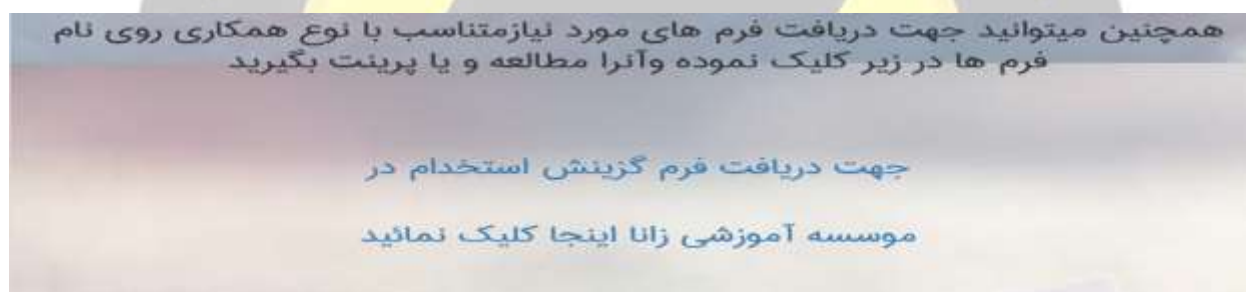 همچنین میتوانید جهت دریافت فرم های مورد نیازمتناسب با نوع همکاری روی نام
فرم ها در زیر کلیک نموده وآنرا مطالعه و یا پرینت بگیرید
جهت دریافت فرم گزینش استخدام در
موسسه آموزشی زانا اینجا کلیک نمائید